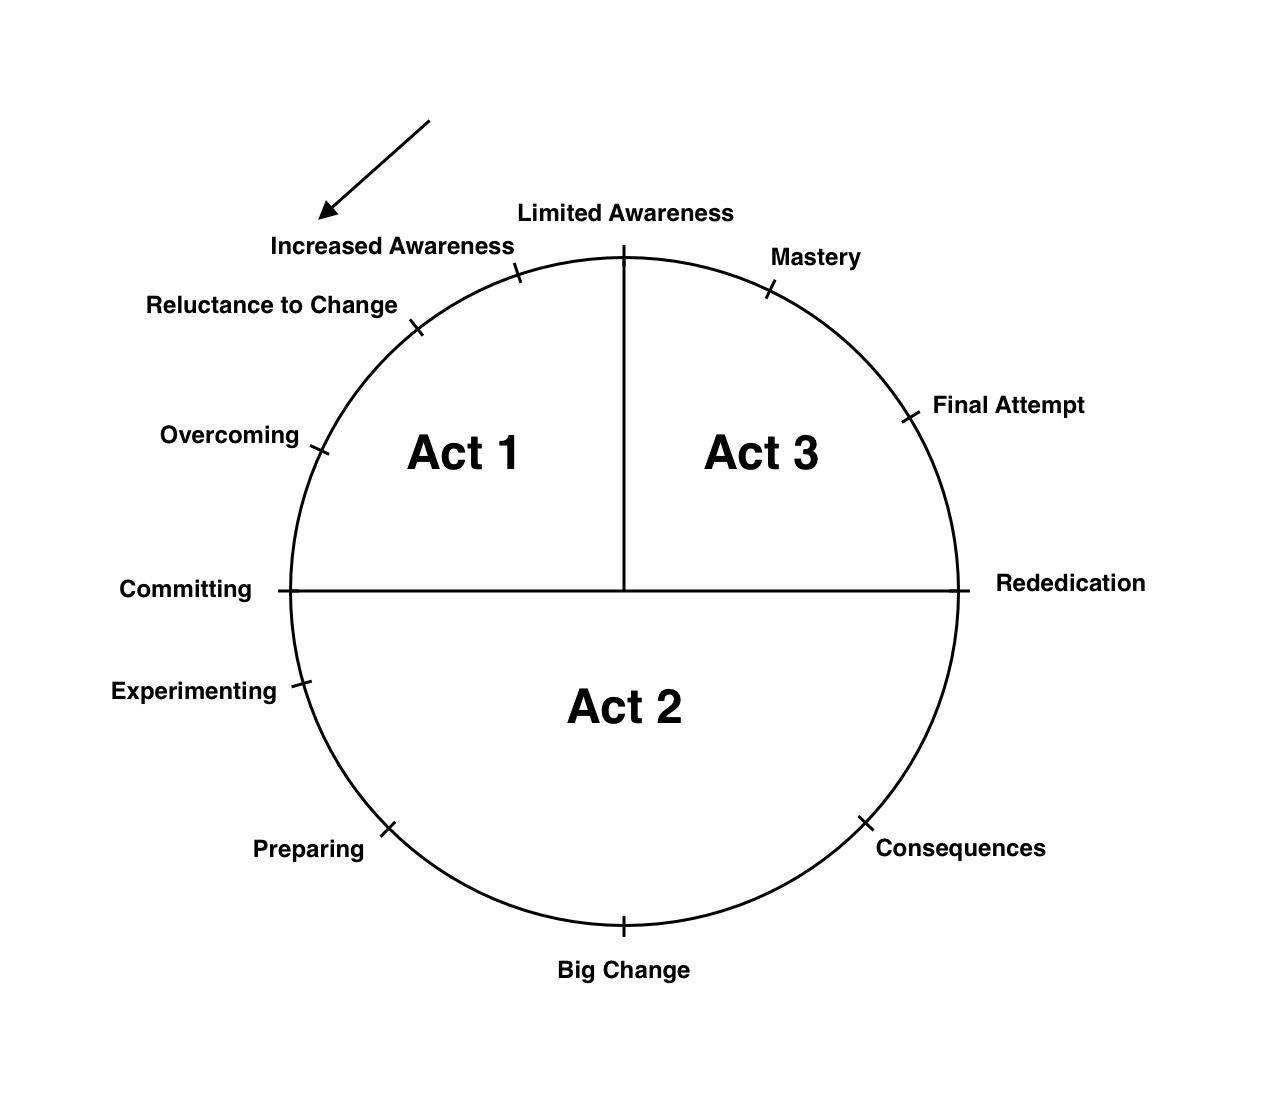 Limited Awareness
Increased Awareness
Mastery
Reluctance to Change
Final Attempt
Overcoming
Act 1
Act 3
Committing
Rededication
Experimenting
Act 2
Preparing
Consequences
Big Change